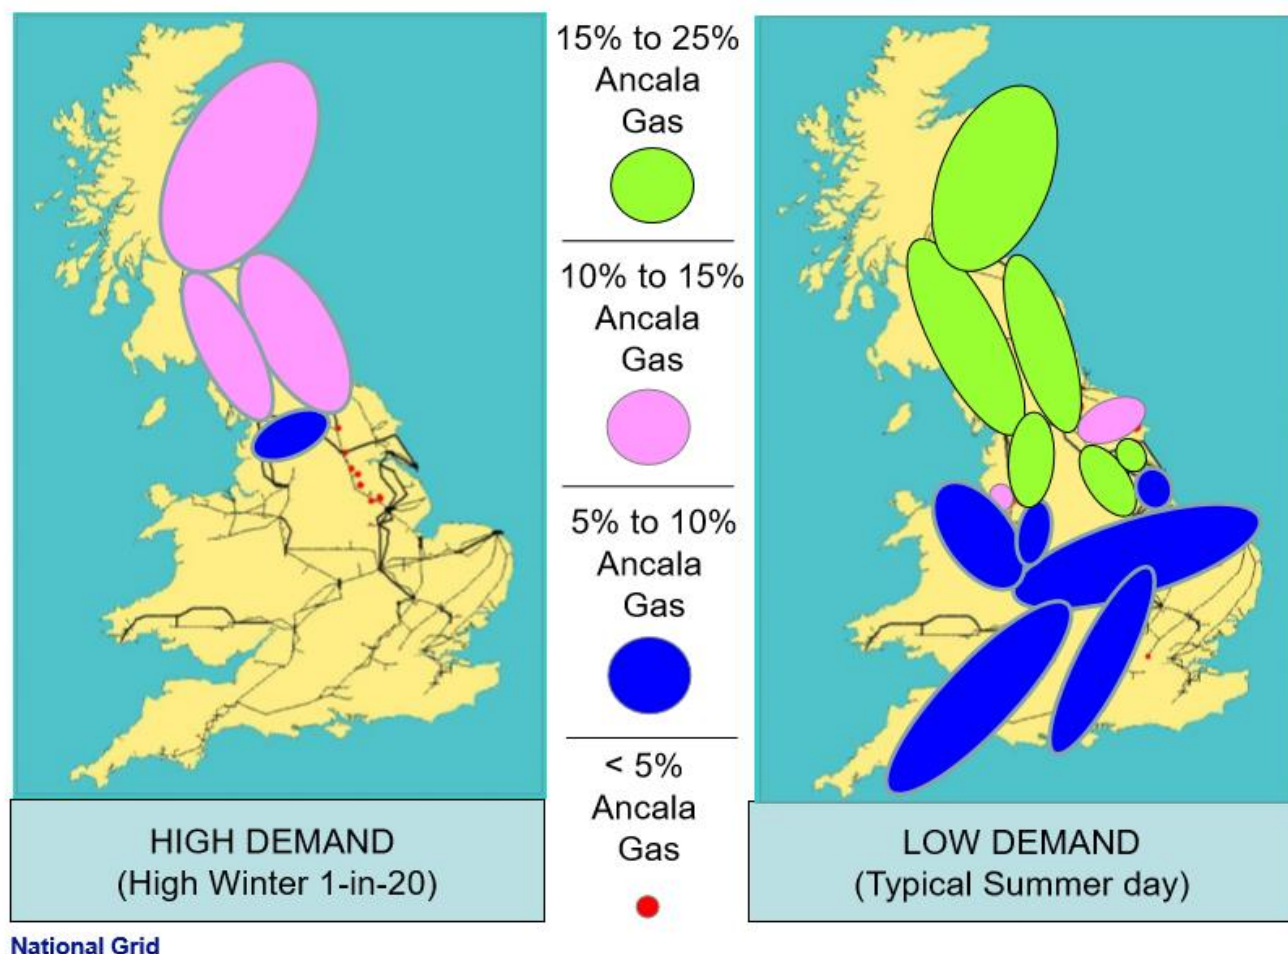 15% to 25%
Ancala
Gas
10% to 15%
Ancala
Gas
5% to 10%
Ancala
Gas
< 5%
Ancala
Gas
HIGH DEMAND
(High Winter 1-in-20)
LOW DEMAND
(Typical Summer day)
National Grid